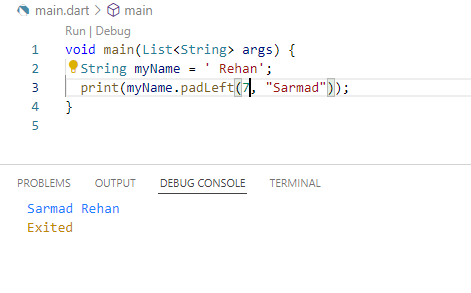 main.dart > main
Run | Debug
1 void main(List<String> args) {
2 String myName = ' Rehan';
3 print(myName.padLeft(7, "Sarmad"));
4 }
5
PROBLEMS OUTPUT DEBUG CONSOLE TERMINAL
Sarmad Rehan
Exited